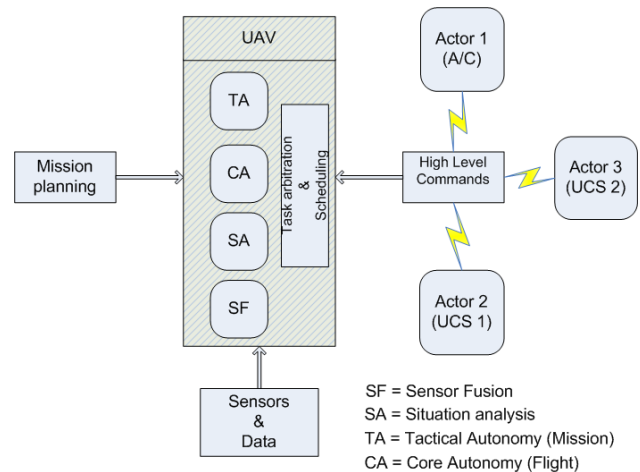 UAV
TA
CA
SA
SF
Task arbitration
&
Scheduling
Mission
planning
High Level
Commands
Actor 1
(A/C)
Actor 3
(UCS 2)
Actor 2
(UCS 1)
Sensors
&
Data
SF = Sensor Fusion
SA = Situation analysis
TA = Tactical Autonomy (Mission)
CA = Core Autonomy (Flight)